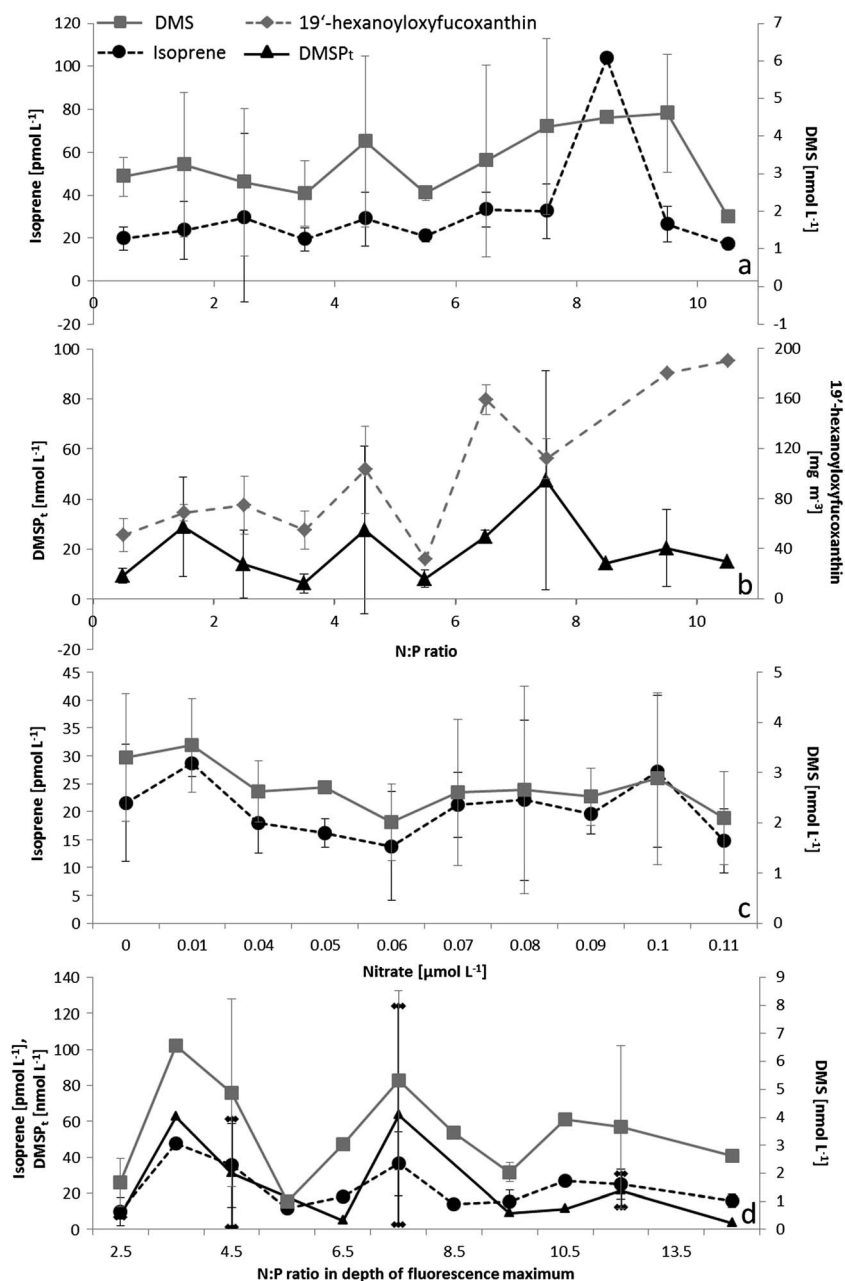 DMS
19'-hexanoyloxyfucoxanthin
Isoprene
DMSPt
120
100
80
60
40
20
0
-20
Isoprene [pmol L-1]
7
6
5
4
3
2
1
0
-1
DMS [nmol L-1]
0 2 4 6 8 10
a
100
80
60
40
20
0
-20
DMSPt [nmol L-1]
200
160
120
80
40
0
19'-hexanoyloxyfucoxanthin
[mg m-3]
0 2 4 6 8 10
b
N:P ratio
45
40
35
30
25
20
15
10
5
0
Isoprene [pmol L-1]
5
4
3
2
1
0
DMS [nmol L-1]
c
0 0.01 0.04 0.05 0.06 0.07 0.08 0.09 0.1 0.11
Nitrate [µmol L-1]
140
120
100
80
60
40
20
0
Isoprene [pmol L-1],
DMSPt [nmol L-1]
9
8
7
6
5
4
3
2
1
0
DMS [nmol L-1]
d
2.5 4.5 6.5 8.5 10.5 13.5
N:P ratio in depth of fluorescence maximum